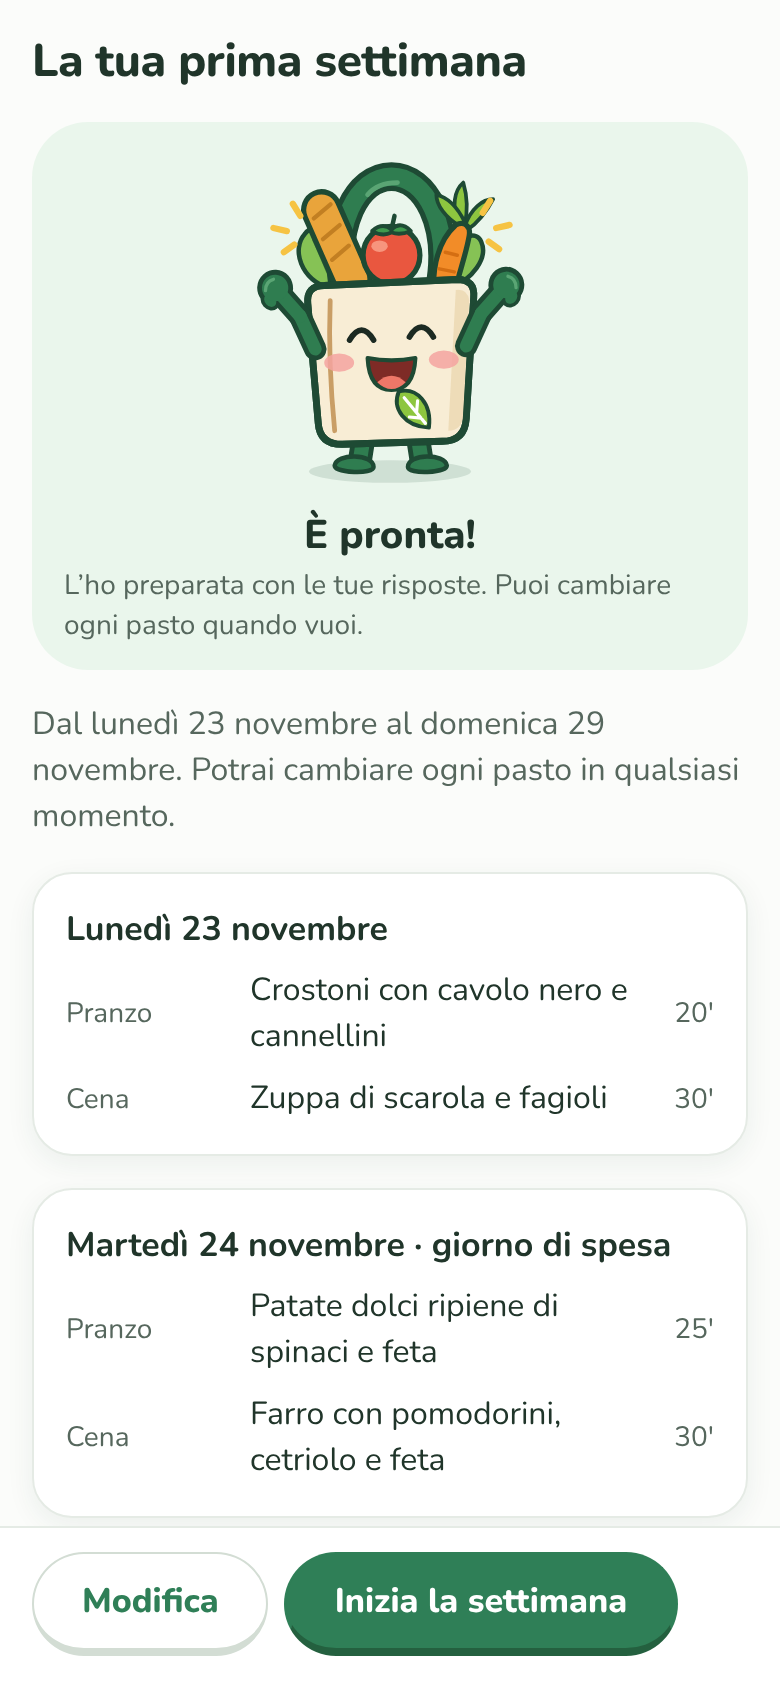 La tua prima settimana
È pronta!
L’ho preparata con le tue risposte. Puoi cambiare
ogni pasto quando vuoi.
Dal lunedì 23 novembre al domenica 29
novembre. Potrai cambiare ogni pasto in qualsiasi
momento.
Lunedì 23 novembre
Pranzo Crostoni con cavolo nero e 20'
cannellini
Cena Zuppa di scarola e fagioli 30'
Martedì 24 novembre · giorno di spesa
Pranzo Patate dolci ripiene di 25'
spinaci e feta
Cena Farro con pomodorini, 30'
cetriolo e feta
Modifica Inizia la settimana